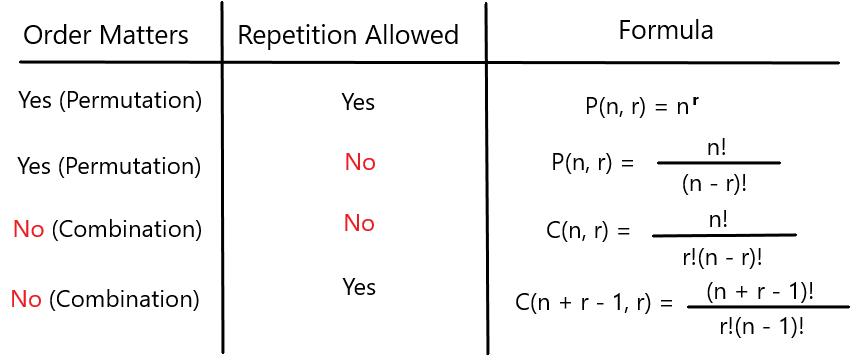 Order Matters Repetition Allowed Formula
Yes (Permutation) Yes P(n, r) = nʳ
Yes (Permutation) No P(n, r) = n! / (n - r)!
No (Combination) No C(n, r) = n! / r!(n - r)!
No (Combination) Yes C(n + r - 1, r) = (n + r - 1)! / r!(n - 1)!